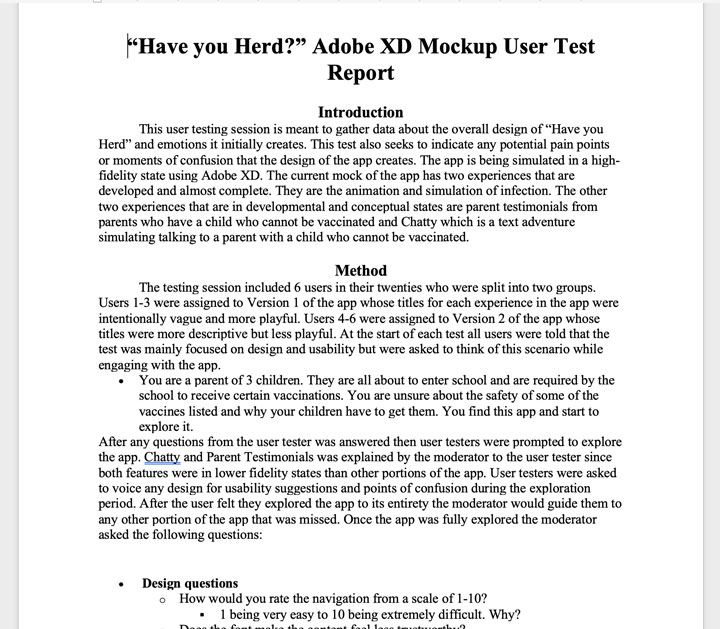 “Have you Herd?” Adobe XD Mockup User Test
Report
Introduction
This user testing session is meant to gather data about the overall design of “Have you
Herd” and emotions it initially creates. This test also seeks to indicate any potential pain points
or moments of confusion that the design of the app creates. The app is being simulated in a high-
fidelity state using Adobe XD. The current mock of the app has two experiences that are
developed and almost complete. They are the animation and simulation of infection. The other
two experiences that are in developmental and conceptual states are parent testimonials from
parents who have a child who cannot be vaccinated and Chatty which is a text adventure
simulating talking to a parent with a child who cannot be vaccinated.
Method
The testing session included 6 users in their twenties who were split into two groups.
Users 1-3 were assigned to Version 1 of the app whose titles for each experience in the app were
intentionally vague and more playful. Users 4-6 were assigned to Version 2 of the app whose
titles were more descriptive but less playful. At the start of each test all users were told that the
test was mainly focused on design and usability but were asked to think of this scenario while
engaging with the app.
• You are a parent of 3 children. They are all about to enter school and are required by the
school to receive certain vaccinations. You are unsure about the safety of some of the
vaccines listed and why your children have to get them. You find this app and start to
explore it.
After any questions from the user tester was answered then user testers were prompted to explore
the app. Chatty and Parent Testimonials was explained by the moderator to the user tester since
both features were in lower fidelity states than other portions of the app. User testers were asked
to voice any design for usability suggestions and points of confusion during the exploration
period. After the user felt they explored the app to its entirety the moderator would guide them to
any other portion of the app that was missed. Once the app was fully explored the moderator
asked the following questions:
• Design questions
o How would you rate the navigation from a scale of 1-10?
▪ 1 being very easy to 10 being extremely difficult. Why?
Does the font make the content feel less trustworthy?